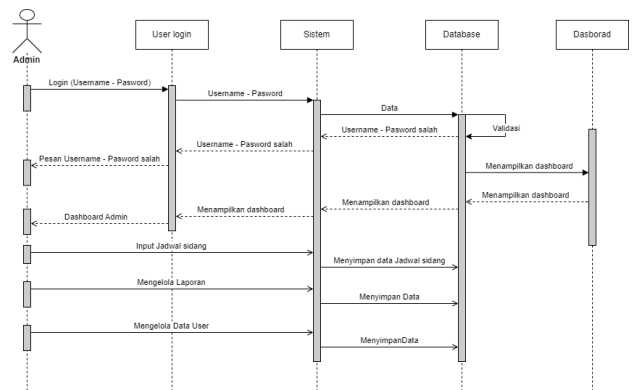 User login
Sistem
Database
Dasborad
Admin
Login (Username - Pasword)
Username - Pasword
Data
Validasi
Username - Pasword salah
Username - Pasword salah
Pesan Username - Pasword salah
Menampilkan dashboard
Menampilkan dashboard
Menampilkan dashboard
Menampilkan dashboard
Dashboard Admin
Input Jadwal sidang
Menyimpan data Jadwal sidang
Mengelola Laporan
Menyimpan Data
Mengelola Data User
MenyimpanData